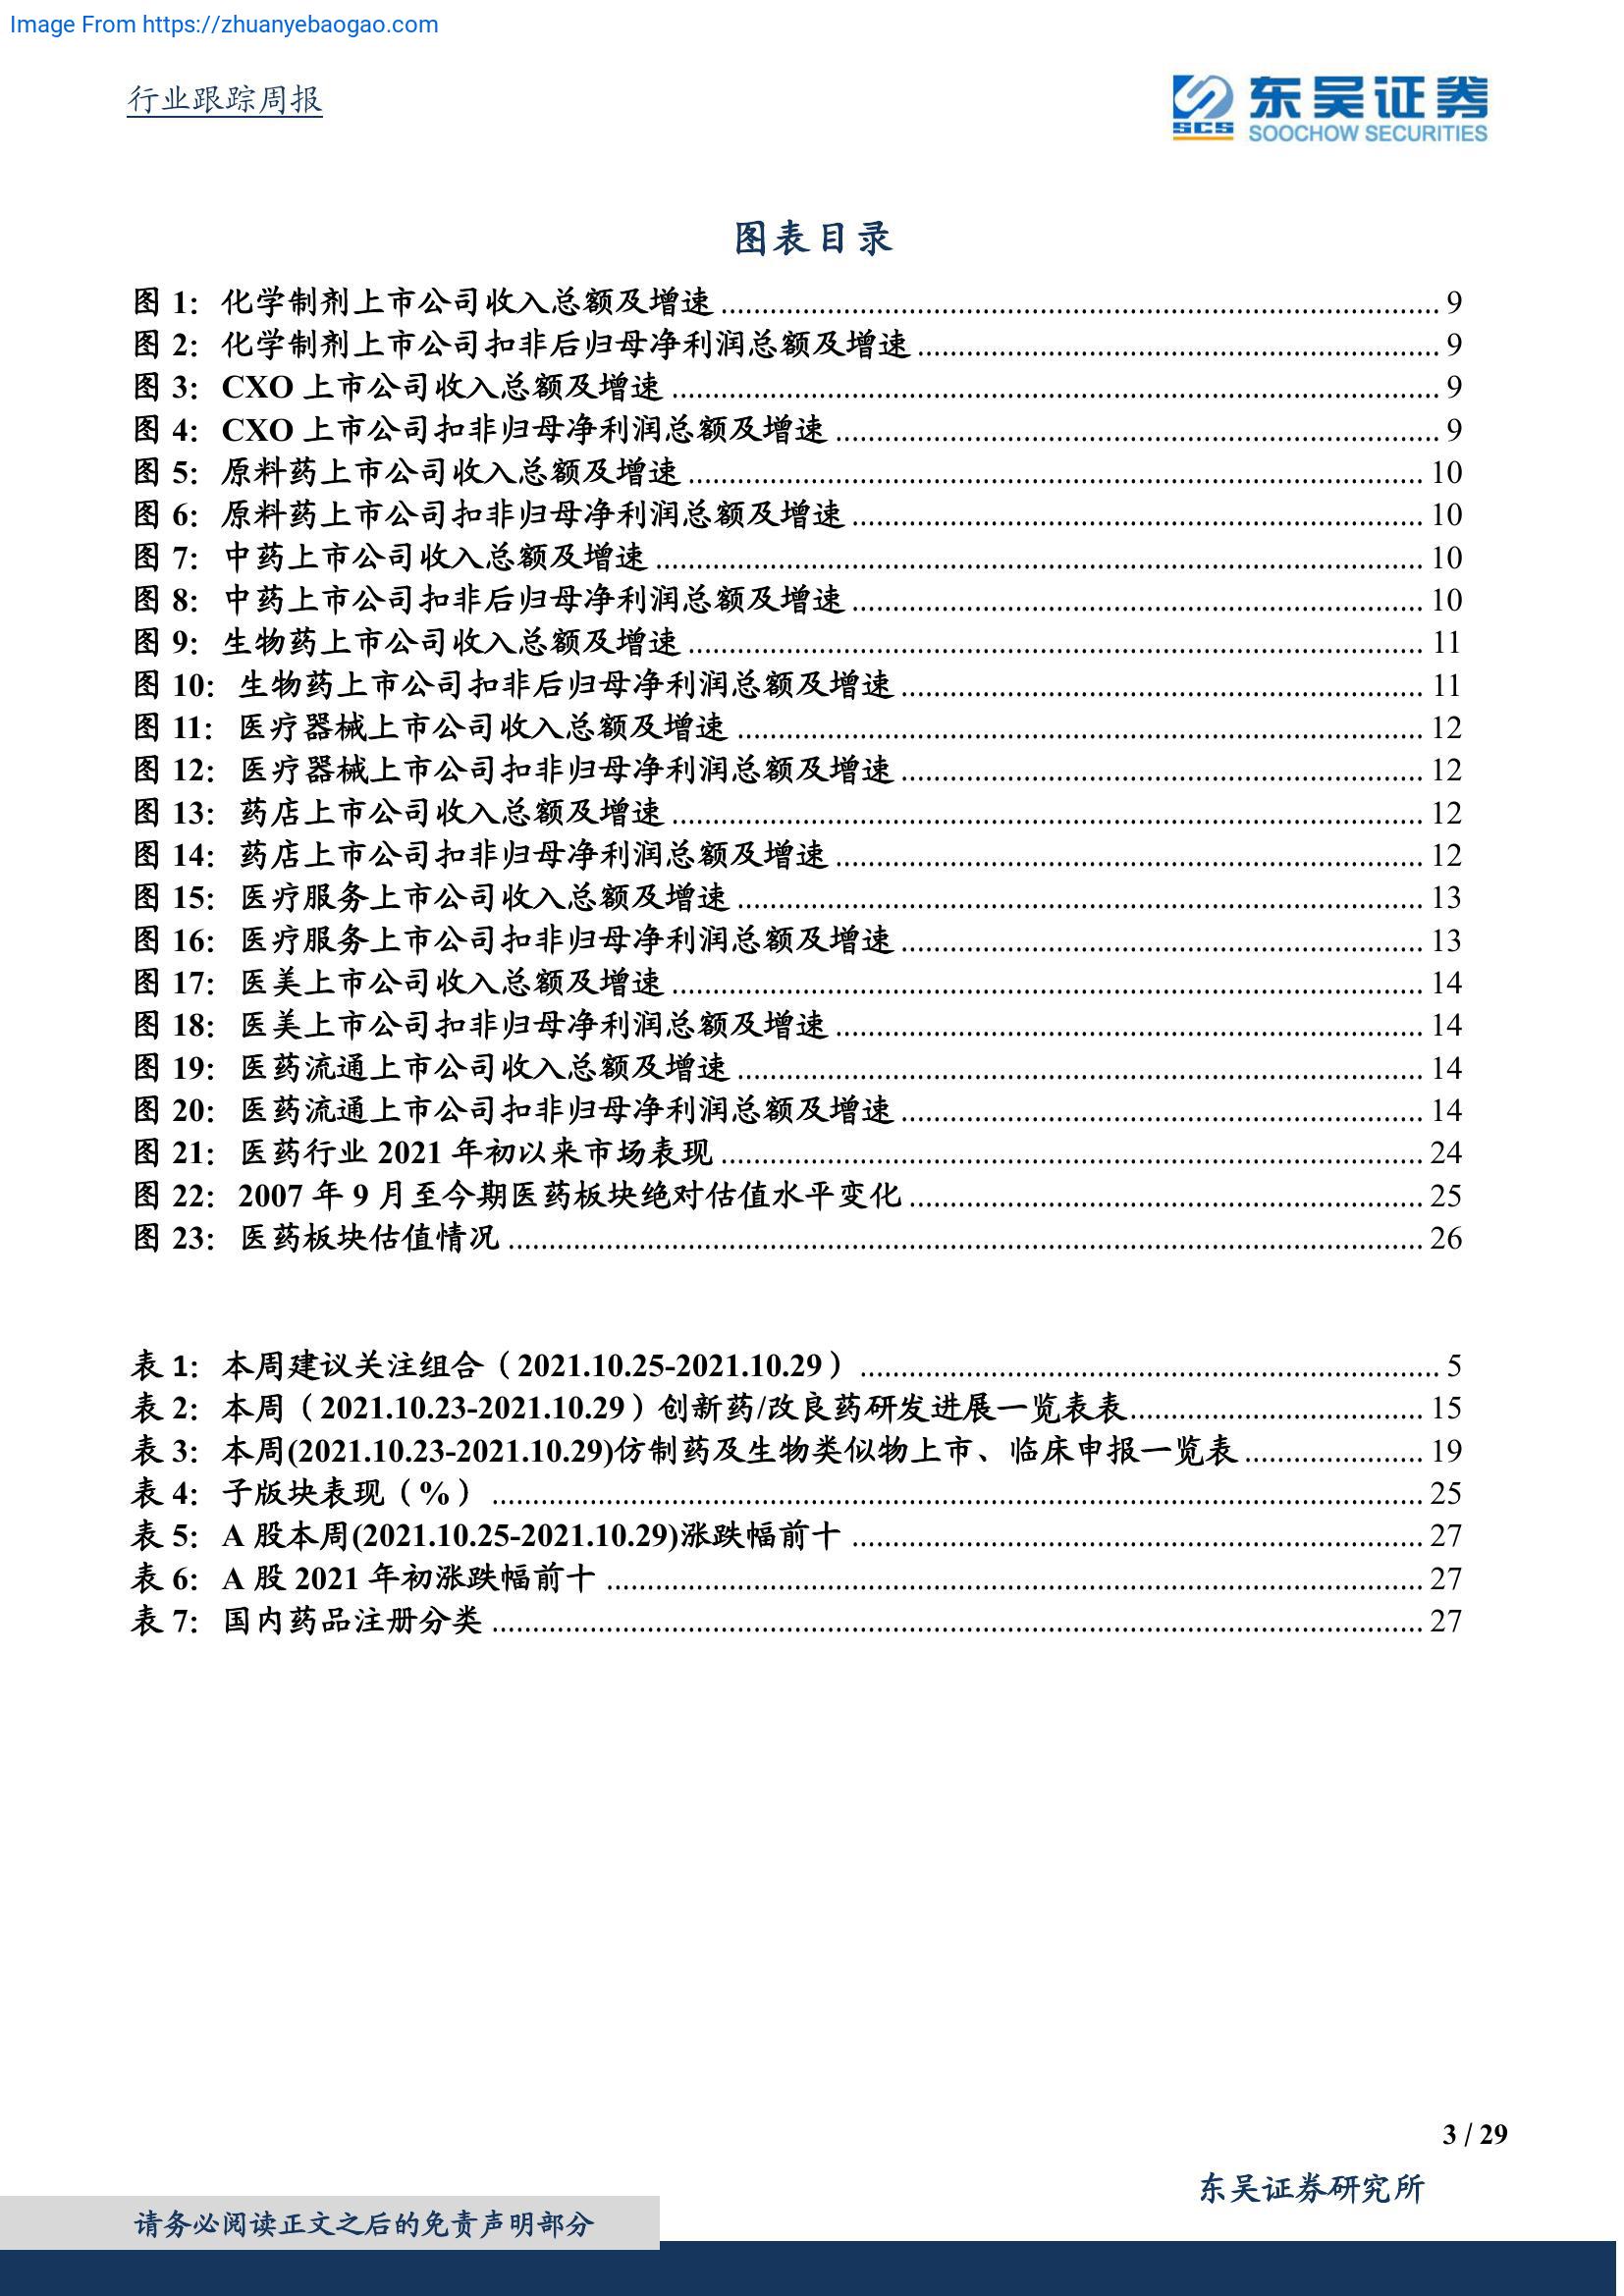 Image From https://zhuanyebaogao.com
行业跟踪周报
东吴证券
SCS
SOOCHOW SECURITIES
图表目录
图 1: 化学制剂上市公司收入总额及增速 ........ 9
图 2: 化学制剂上市公司扣非后归母净利润总额及增速 ........ 9
图 3: CXO 上市公司收入总额及增速 ........ 9
图 4: CXO 上市公司扣非归母净利润总额及增速 ........ 9
图 5: 原料药上市公司收入总额及增速 ........ 10
图 6: 原料药上市公司扣非归母净利润总额及增速 ........ 10
图 7: 中药上市公司收入总额及增速 ........ 10
图 8: 中药上市公司扣非后归母净利润总额及增速 ........ 10
图 9: 生物药上市公司收入总额及增速 ........ 11
图 10: 生物药上市公司扣非后归母净利润总额及增速 ........ 11
图 11: 医疗器械上市公司收入总额及增速 ........ 12
图 12: 医疗器械上市公司扣非归母净利润总额及增速 ........ 12
图 13: 药店上市公司收入总额及增速 ........ 12
图 14: 药店上市公司扣非归母净利润总额及增速 ........ 12
图 15: 医疗服务上市公司收入总额及增速 ........ 13
图 16: 医疗服务上市公司扣非归母净利润总额及增速 ........ 13
图 17: 医美上市公司收入总额及增速 ........ 14
图 18: 医美上市公司扣非归母净利润总额及增速 ........ 14
图 19: 医药流通上市公司收入总额及增速 ........ 14
图 20: 医药流通上市公司扣非归母净利润总额及增速 ........ 14
图 21: 医药行业 2021 年初以来市场表现 ........ 24
图 22: 2007 年 9 月至今期医药板块绝对估值水平变化 ........ 25
图 23: 医药板块估值情况 ........ 26
表 1: 本周建议关注组合（2021.10.25-2021.10.29） ........ 5
表 2: 本周（2021.10.23-2021.10.29）创新药/改良药研发进展一览表表 ........ 15
表 3: 本周(2021.10.23-2021.10.29)仿制药及生物类似物上市、临床申报一览表 ........ 19
表 4: 子版块表现（%） ........ 25
表 5: A 股本周(2021.10.25-2021.10.29)涨跌幅前十 ........ 27
表 6: A 股 2021 年初涨跌幅前十 ........ 27
表 7: 国内药品注册分类 ........ 27
3 / 29
东吴证券研究所
请务必阅读正文之后的免责声明部分